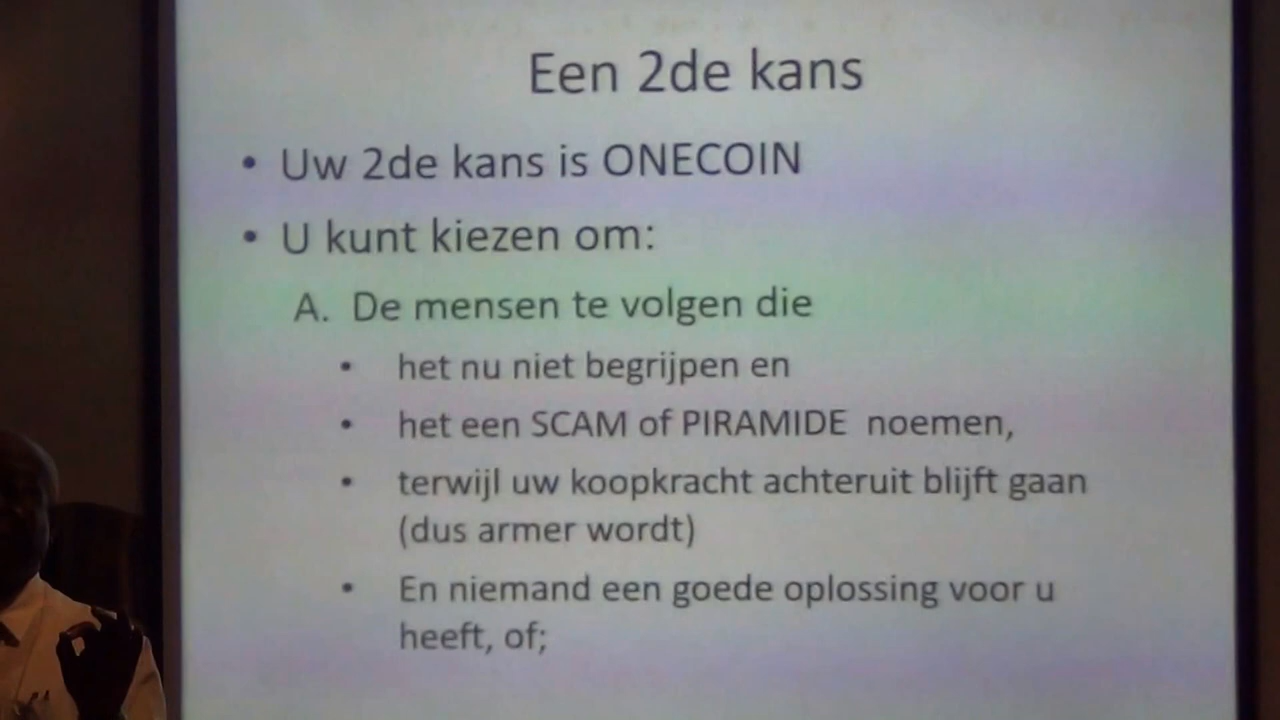 Een 2de kans
• Uw 2de kans is ONECOIN
• U kunt kiezen om:
A. De mensen te volgen die
• het nu niet begrijpen en
• het een SCAM of PIRAMIDE noemen,
• terwijl uw koopkracht achteruit blijft gaan
(dus armer wordt)
• En niemand een goede oplossing voor u
heeft, of;